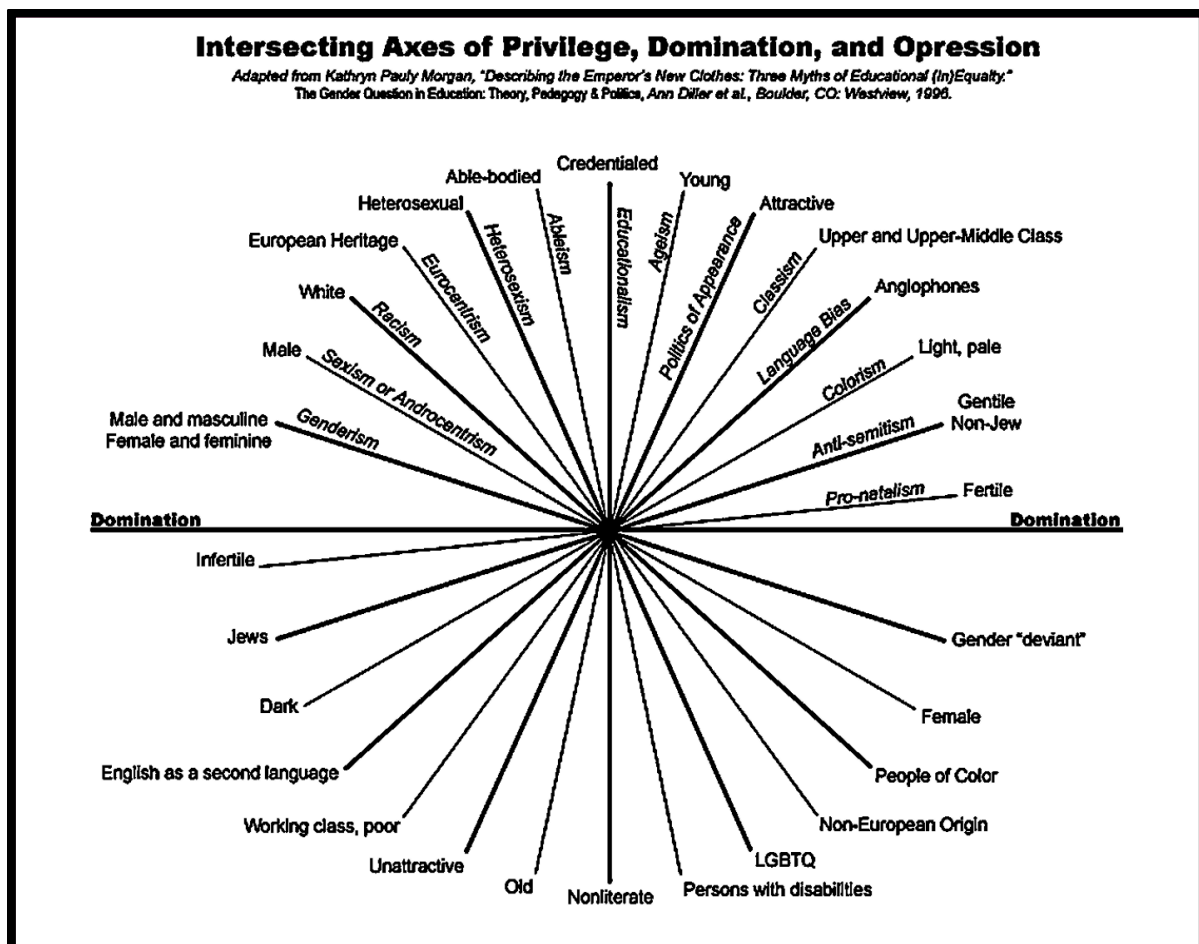 Intersecting Axes of Privilege, Domination, and Opression
Adapted from Kathryn Pauly Morgan, "Describing the Emperor's New Clothes: Three Myths of Educational (In)Equality."
The Gender Question in Education: Theory, Pedagogy & Politics, Ann Diller et al., Boulder, CO: Westview, 1996.
Credentialed
Able-bodied
Young
Heterosexual
Attractive
European Heritage
Upper and Upper-Middle Class
White
Anglophones
Male
Light, pale
Male and masculine
Female and feminine
Gentile
Non-Jew
Fertile
Genderism
Sexism or Androcentrism
Racism
Eurocentrism
Heterosexism
Ableism
Educationalism
Ageism
Politics of Appearance
Classism
Language Bias
Colorism
Anti-semitism
Pro-natalism
Domination
Domination
Infertile
Jews
Gender "deviant"
Dark
Female
English as a second language
People of Color
Working class, poor
Non-European Origin
Unattractive
LGBTQ
Old
Persons with disabilities
Nonliterate